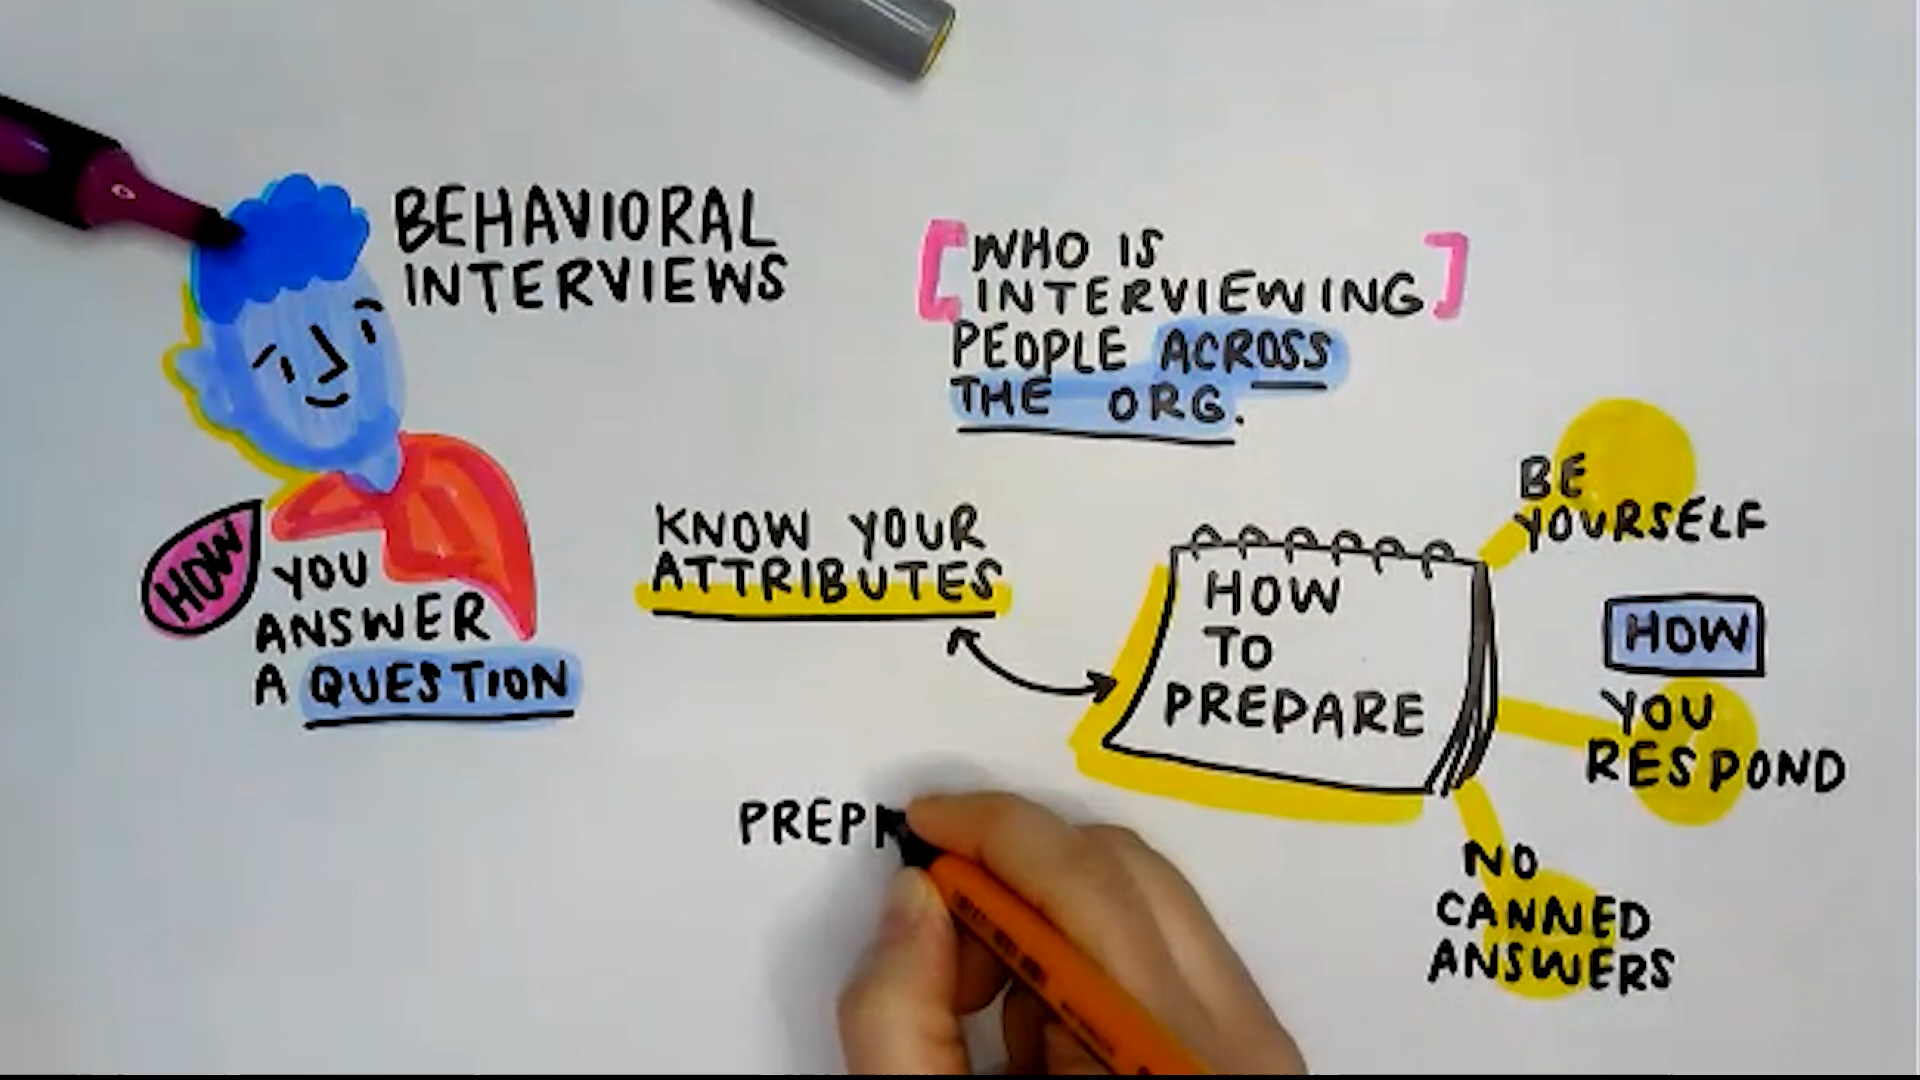 BEHAVIORAL
INTERVIEWS
HOW
YOU
ANSWER
A QUESTION
WHO IS
INTERVIEWING
PEOPLE ACROSS
THE ORG.
KNOW YOUR
ATTRIBUTES
HOW
TO
PREPARE
BE
YOURSELF
HOW
YOU
RESPOND
NO
CANNED
ANSWERS